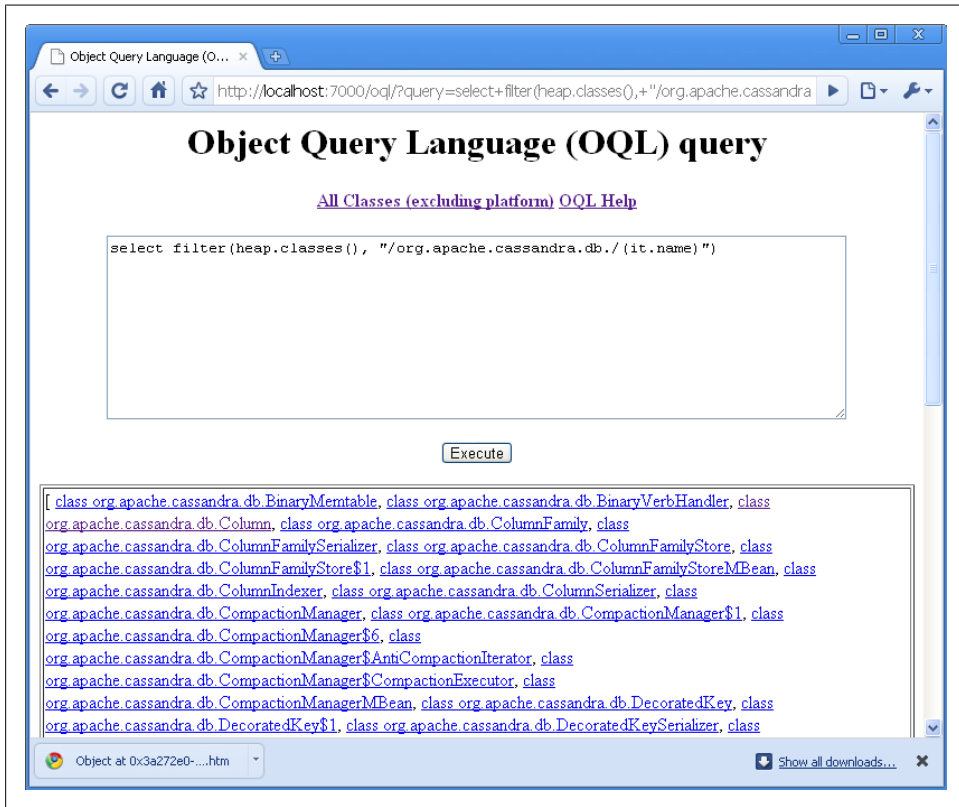 Object Query Language (O...
http://localhost:7000/oql/?query=select+filter(heap.classes(),+"/org.apache.cassandra
Object Query Language (OQL) query
All Classes (excluding platform) OQL Help
select filter(heap.classes(), "/org.apache.cassandra.db./(it.name)")
Execute
[ class org.apache.cassandra.db.BinaryMemtable, class org.apache.cassandra.db.BinaryVerbHandler, class
org.apache.cassandra.db.Column, class org.apache.cassandra.db.ColumnFamily, class
org.apache.cassandra.db.ColumnFamilySerializer, class org.apache.cassandra.db.ColumnFamilyStore, class
org.apache.cassandra.db.ColumnFamilyStore$1, class org.apache.cassandra.db.ColumnFamilyStoreMBean, class
org.apache.cassandra.db.ColumnIndexer, class org.apache.cassandra.db.ColumnSerializer, class
org.apache.cassandra.db.CompactionManager, class org.apache.cassandra.db.CompactionManager$1, class
org.apache.cassandra.db.CompactionManager$6, class
org.apache.cassandra.db.CompactionManager$AntiCompactionIterator, class
org.apache.cassandra.db.CompactionManager$CompactionExecutor, class
org.apache.cassandra.db.CompactionManagerMBean, class org.apache.cassandra.db.DecoratedKey, class
org.apache.cassandra.db.DecoratedKey$1, class org.apache.cassandra.db.DecoratedKeySerializer, class
Object at 0x3a272e0-....htm
Show all downloads...